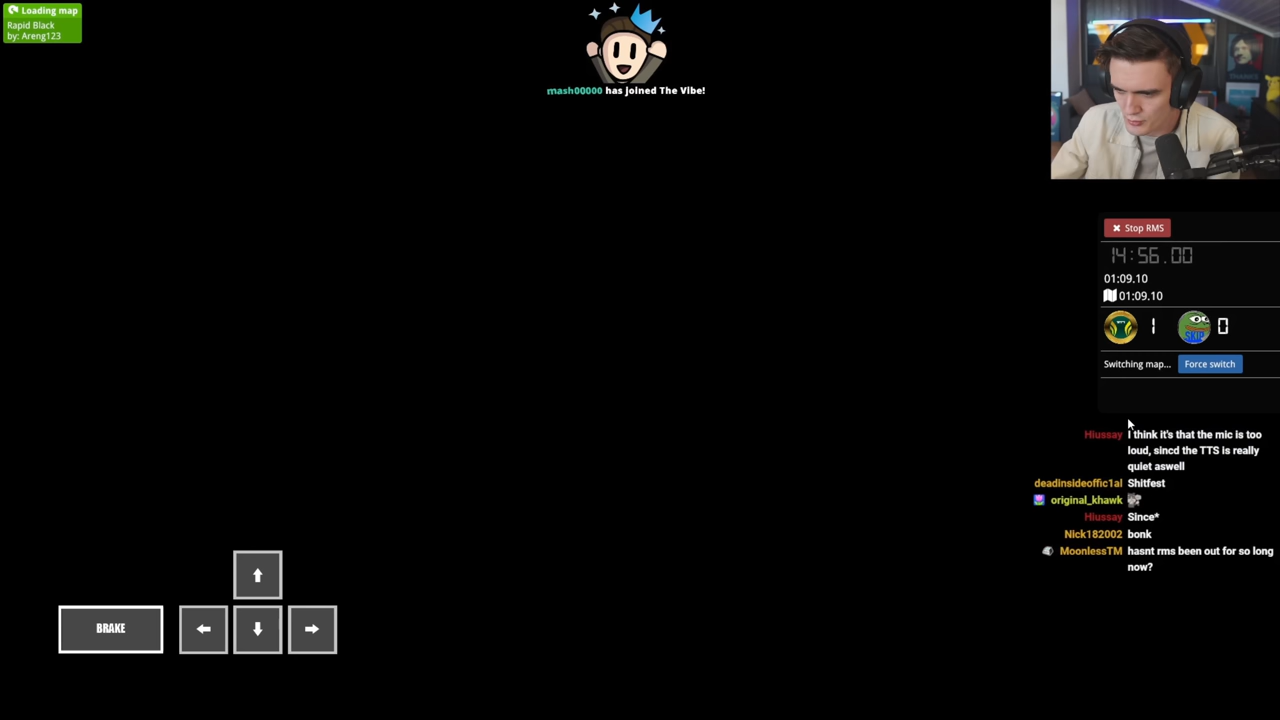 Loading map
Rapid Black
by: Areng123
mash00000 has joined The Vibe!
✖ Stop RMS
14:56.00
01:09.10
01:09.10
1 SKIP 0
Switching map... Force switch
Hiussay I think it's that the mic is too
loud, sincd the TTS is really
quiet aswell
deadinsideoffic1al Shitfest
original_khawk
Hiussay Since*
Nick182002 bonk
MoonlessTM hasnt rms been out for so long
now?
BRAKE